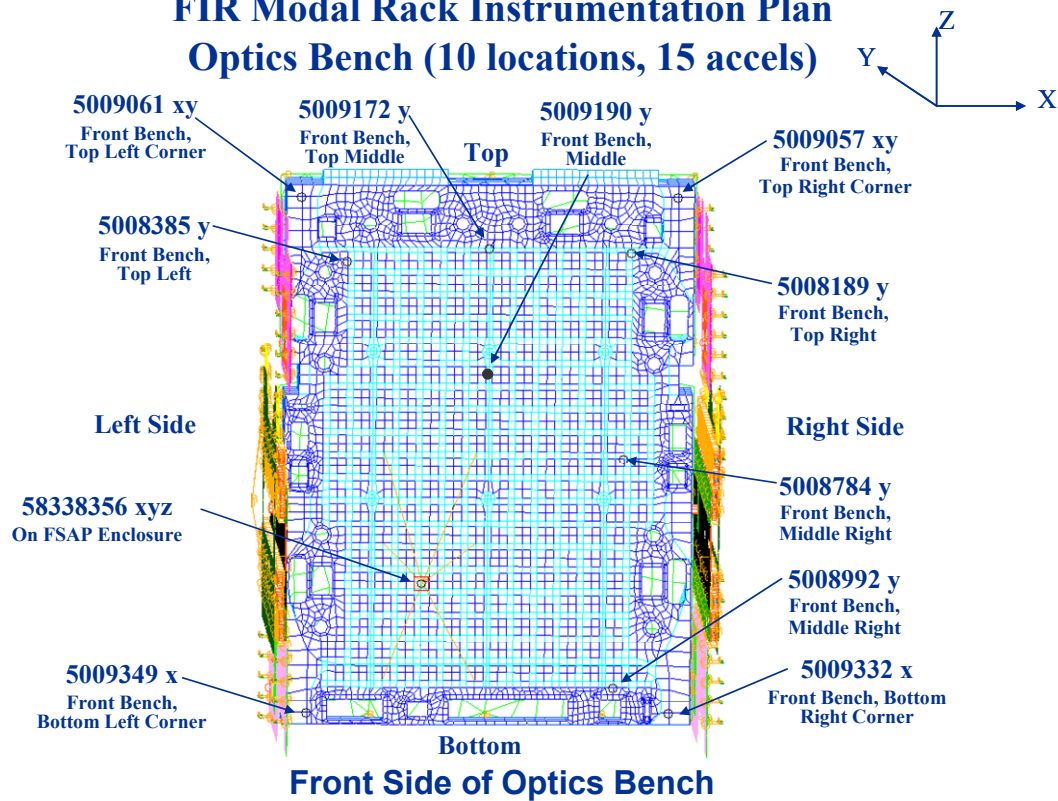 FIR Modal Rack Instrumentation Plan
Optics Bench (10 locations, 15 accels)
Z
Y
X
5009061 xy
Front Bench,
Top Left Corner
5009172 y
Front Bench,
Top Middle
Top
5009190 y
Front Bench,
Middle
5009057 xy
Front Bench,
Top Right Corner
5008385 y
Front Bench,
Top Left
5008189 y
Front Bench,
Top Right
Left Side
Right Side
58338356 xyz
On FSAP Enclosure
5008784 y
Front Bench,
Middle Right
5008992 y
Front Bench,
Middle Right
5009349 x
Front Bench,
Bottom Left Corner
5009332 x
Front Bench, Bottom
Right Corner
Bottom
Front Side of Optics Bench